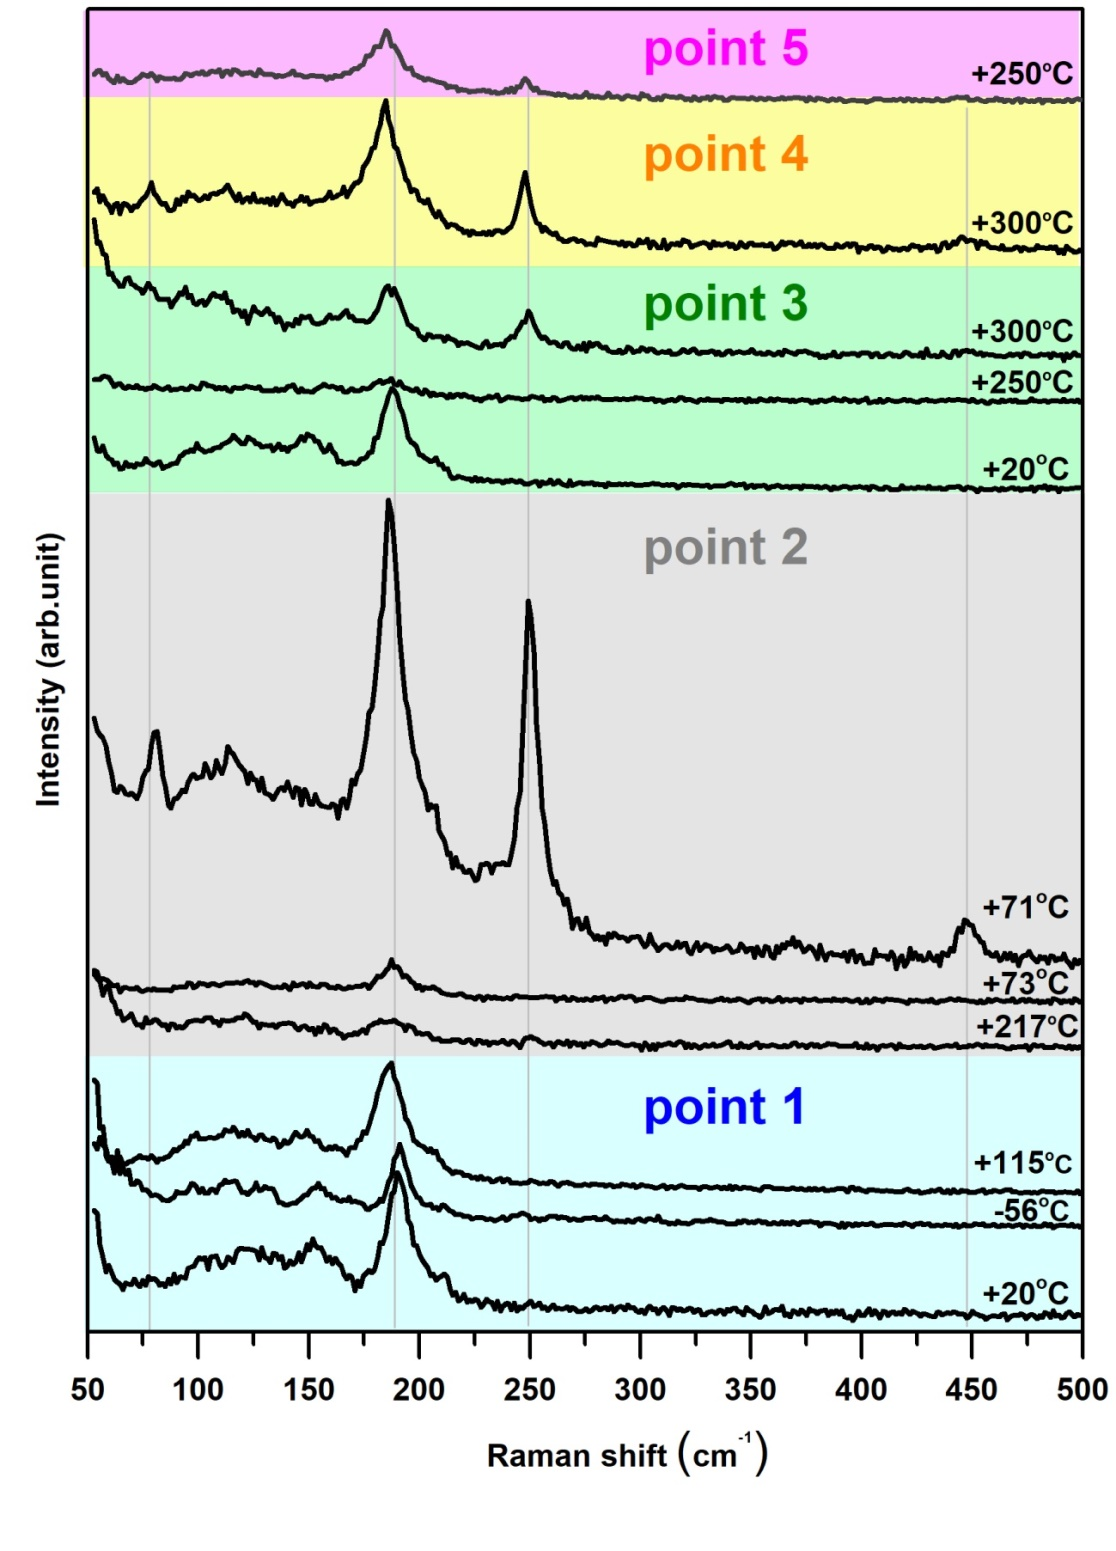 point 5
+250°C
point 4
+300°C
point 3
+300°C
+250°C
+20°C
point 2
+71°C
+73°C
+217°C
point 1
+115°C
-56°C
+20°C
Intensity (arb.unit)
50 100 150 200 250 300 350 400 450 500
Raman shift (cm⁻¹)